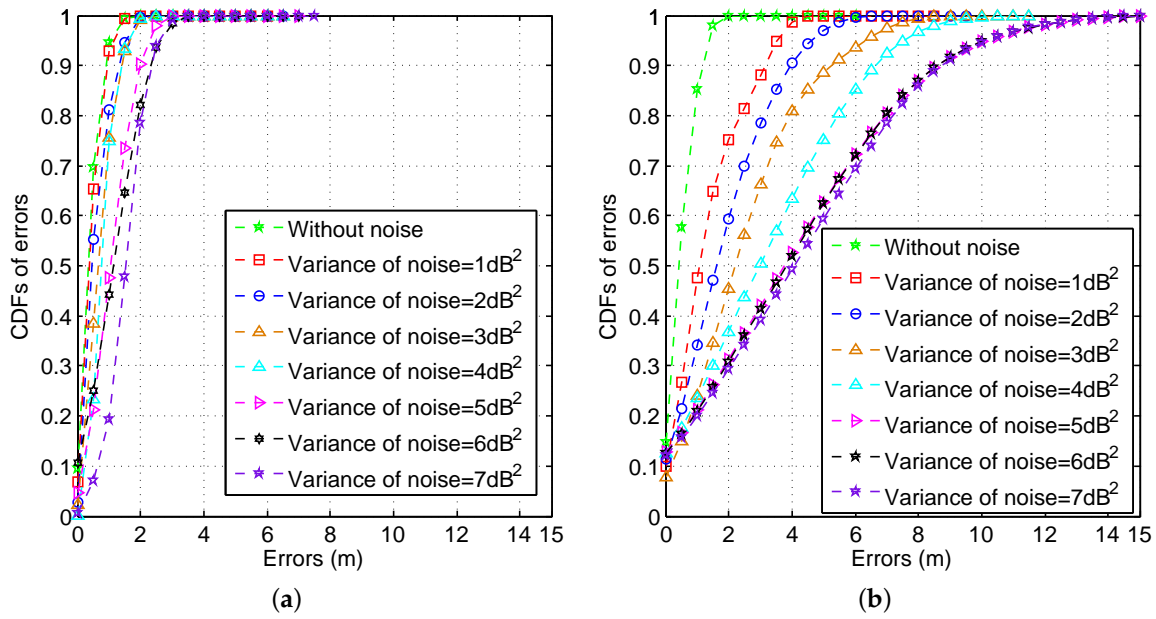 1
0.9
0.8
0.7
0.6
0.5
0.4
0.3
0.2
0.1
0
CDFs of errors
Without noise
Variance of noise=1dB²
Variance of noise=2dB²
Variance of noise=3dB²
Variance of noise=4dB²
Variance of noise=5dB²
Variance of noise=6dB²
Variance of noise=7dB²
0 2 4 6 8 10 12 14 15
Errors (m)
(a)
1
0.9
0.8
0.7
0.6
0.5
0.4
0.3
0.2
0.1
0
CDFs of errors
Without noise
Variance of noise=1dB²
Variance of noise=2dB²
Variance of noise=3dB²
Variance of noise=4dB²
Variance of noise=5dB²
Variance of noise=6dB²
Variance of noise=7dB²
0 2 4 6 8 10 12 14 15
Errors (m)
(b)